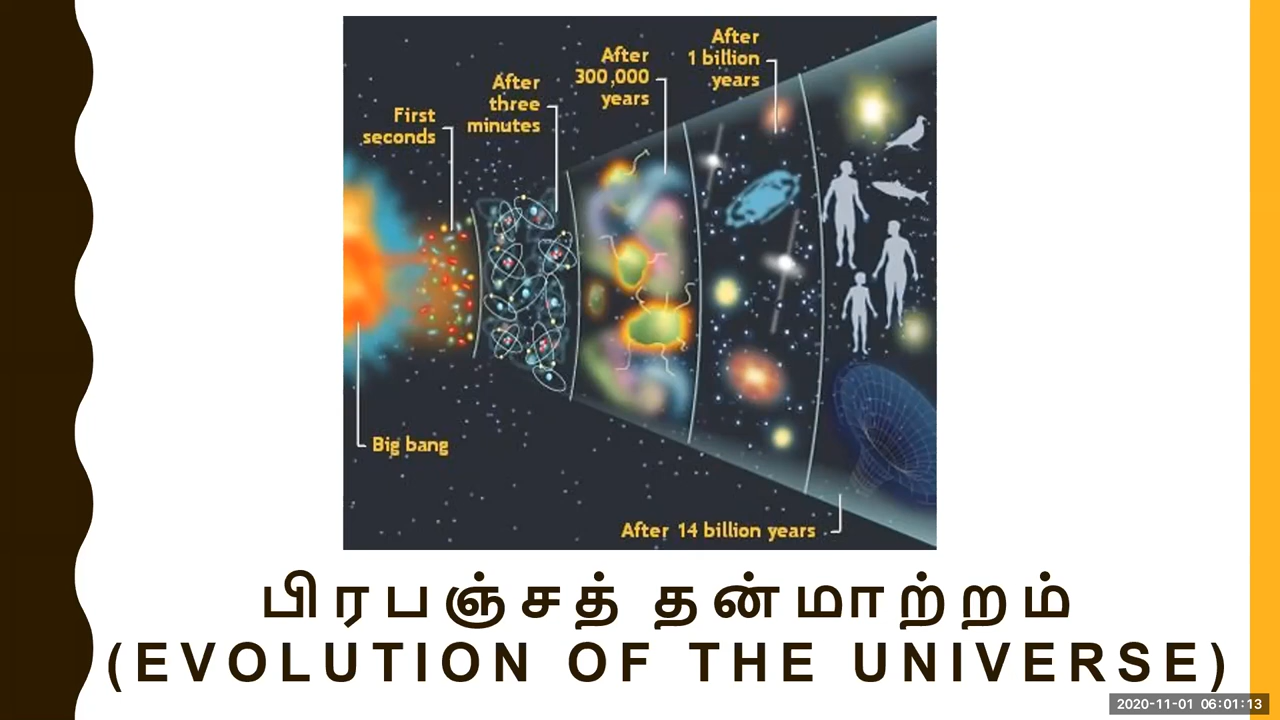 After
1 billion
years
After
300,000
years
After
three
minutes
First
seconds
Big bang
After 14 billion years
பிரபஞ்சத் தன்மாற்றம்
(EVOLUTION OF THE UNIVERSE)
2020-11-01 06:01:13